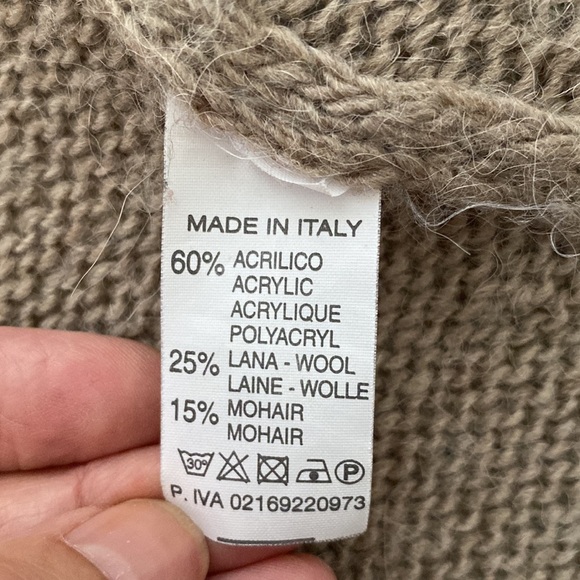 MADE IN ITALY
60% ACRILICO
ACRYLIC
ACRYLIQUE
POLYACRYL
25% LANA - WOOL
LAINE - WOLLE
15% MOHAIR
MOHAIR
30° P
P. IVA 02169220973